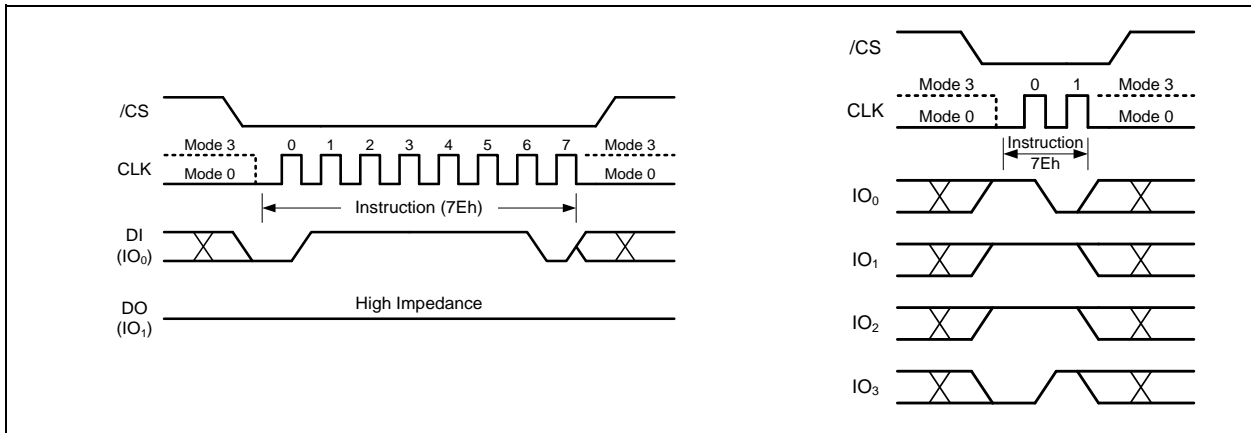 /CS
Mode 3 0 1 2 3 4 5 6 7 Mode 3
CLK Mode 0 Mode 0
Instruction (7Eh)
DI
(IO₀)
High Impedance
DO
(IO₁)
/CS
Mode 3 0 1 Mode 3
CLK Mode 0 Mode 0
Instruction
7Eh
IO₀
IO₁
IO₂
IO₃